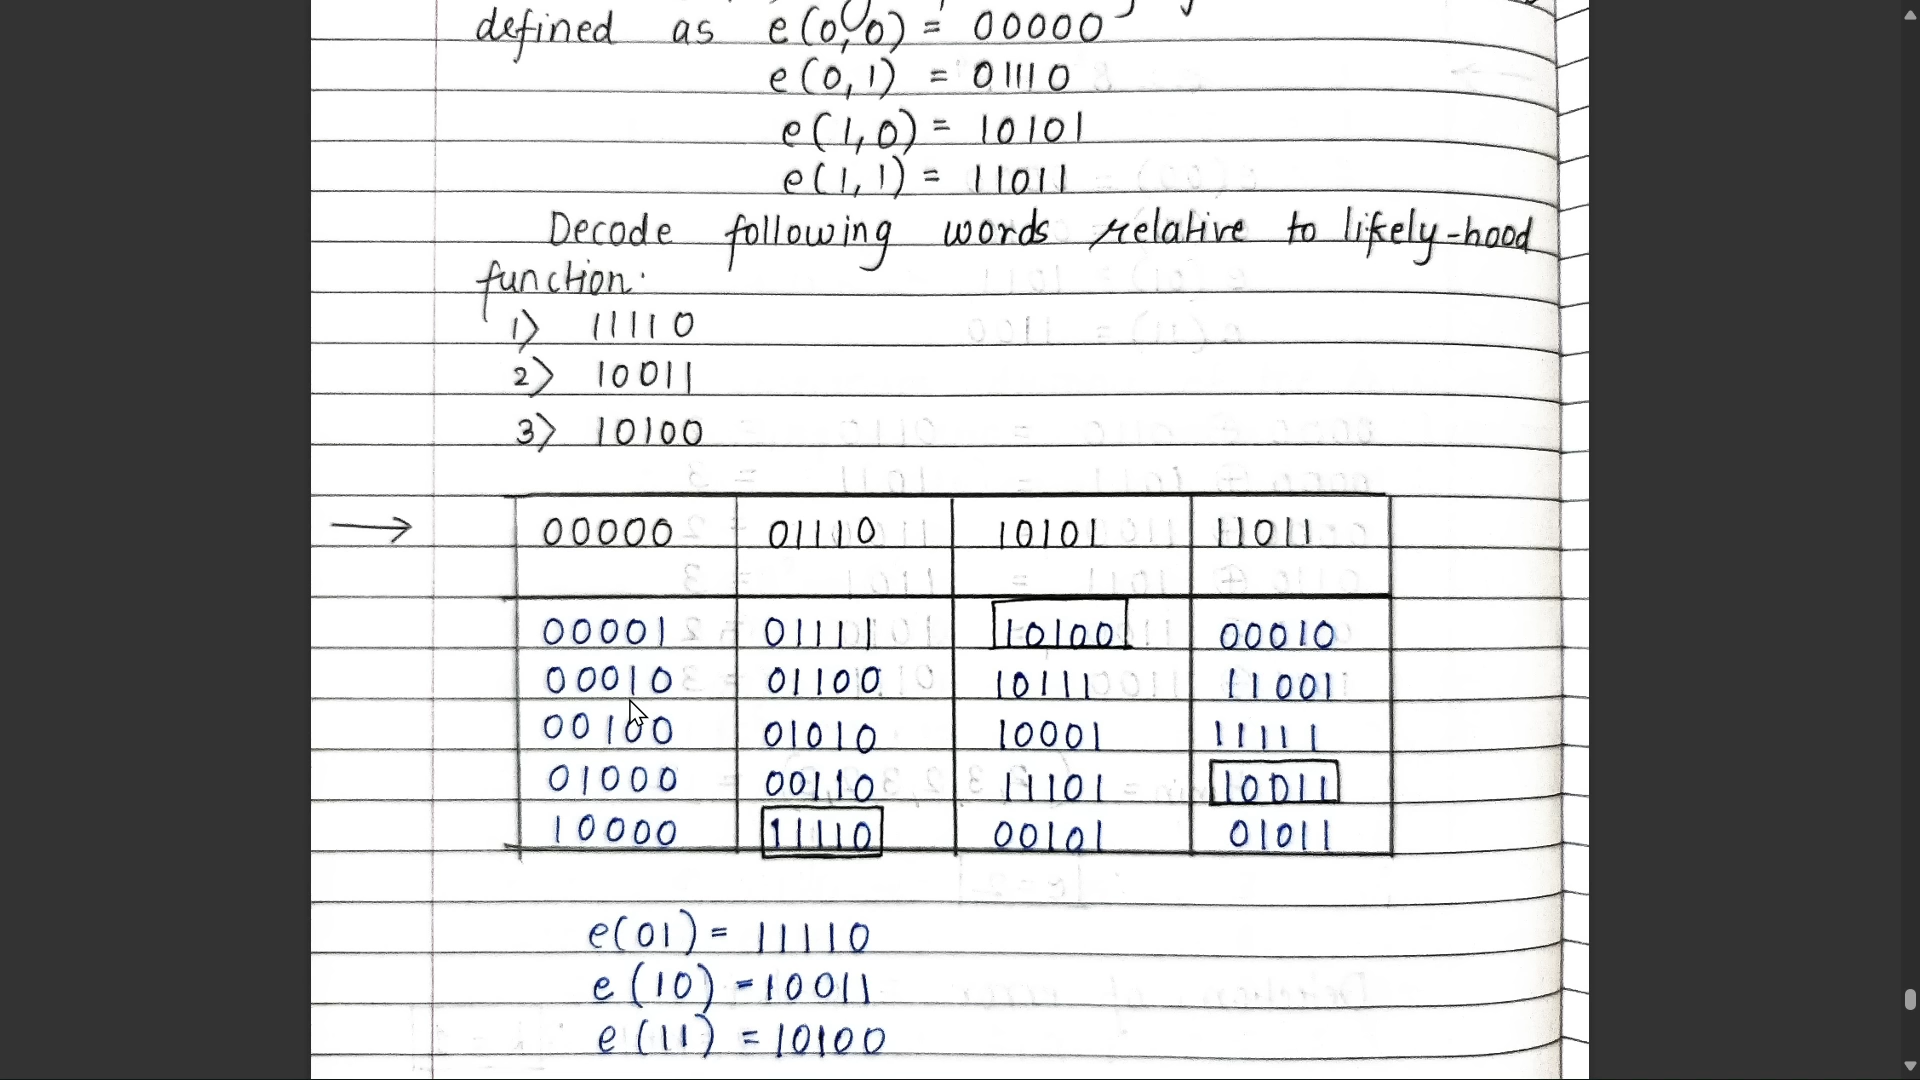 defined as e(0,0) = 00000
e(0,1) = 01110
e(1,0) = 10101
e(1,1) = 11011
Decode following words relative to likely-hood
function.
1) 11110
2) 10011
3) 10100
→ 00000 01110 10101 11011
00001 01111 10100 00010
00010 01100 10111 11001
00100 01010 10001 11111
01000 00110 11101 10011
10000 11110 00101 01011
e(01) = 11110
e(10) = 10011
e(11) = 10100